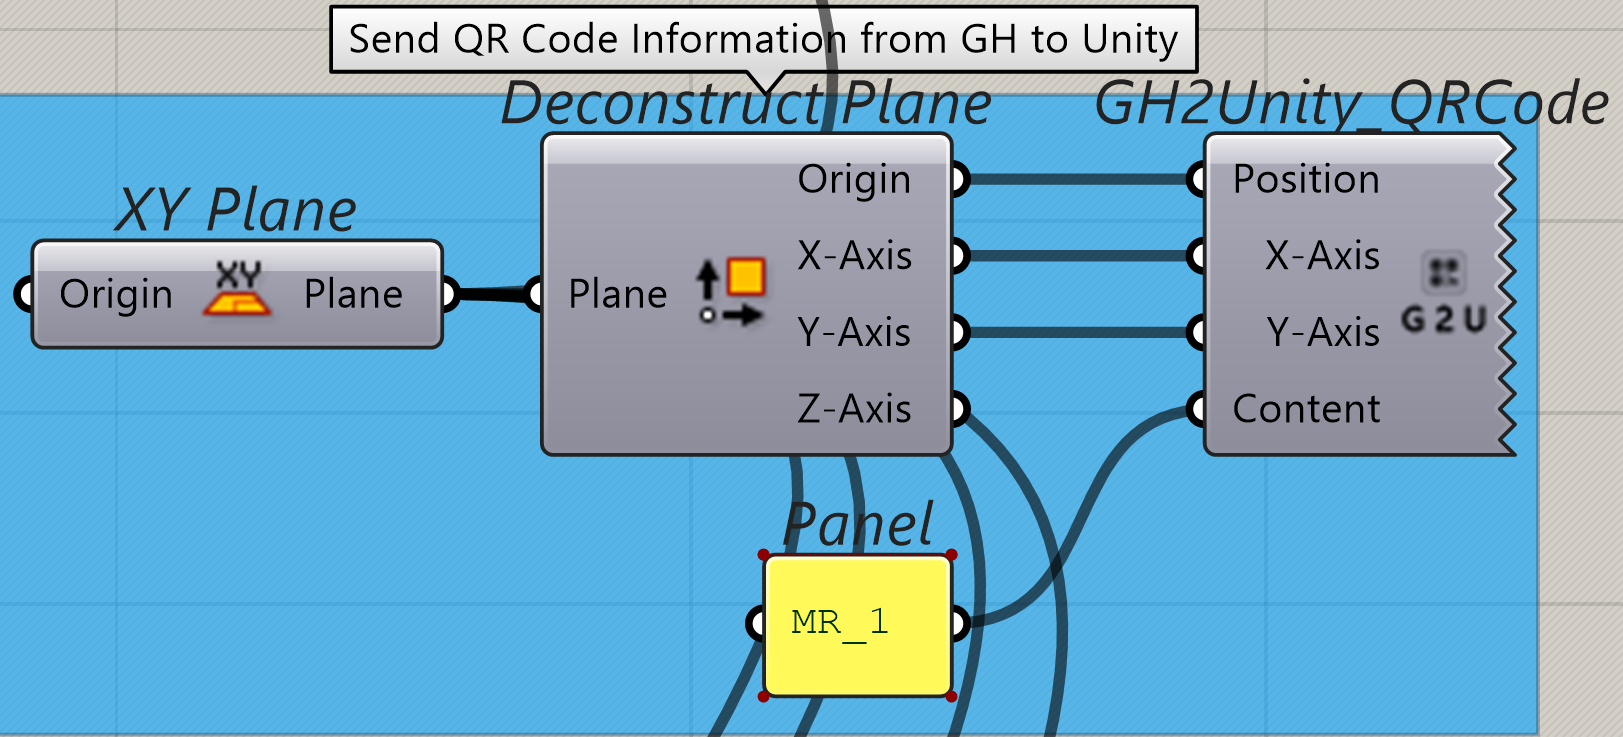 Send QR Code Information from GH to Unity
Deconstruct Plane
GH2Unity_QRCode
XY Plane
Origin
XY
Plane
Plane
Origin
X-Axis
Y-Axis
Z-Axis
Position
X-Axis
Y-Axis
Content
G2U
Panel
MR_1